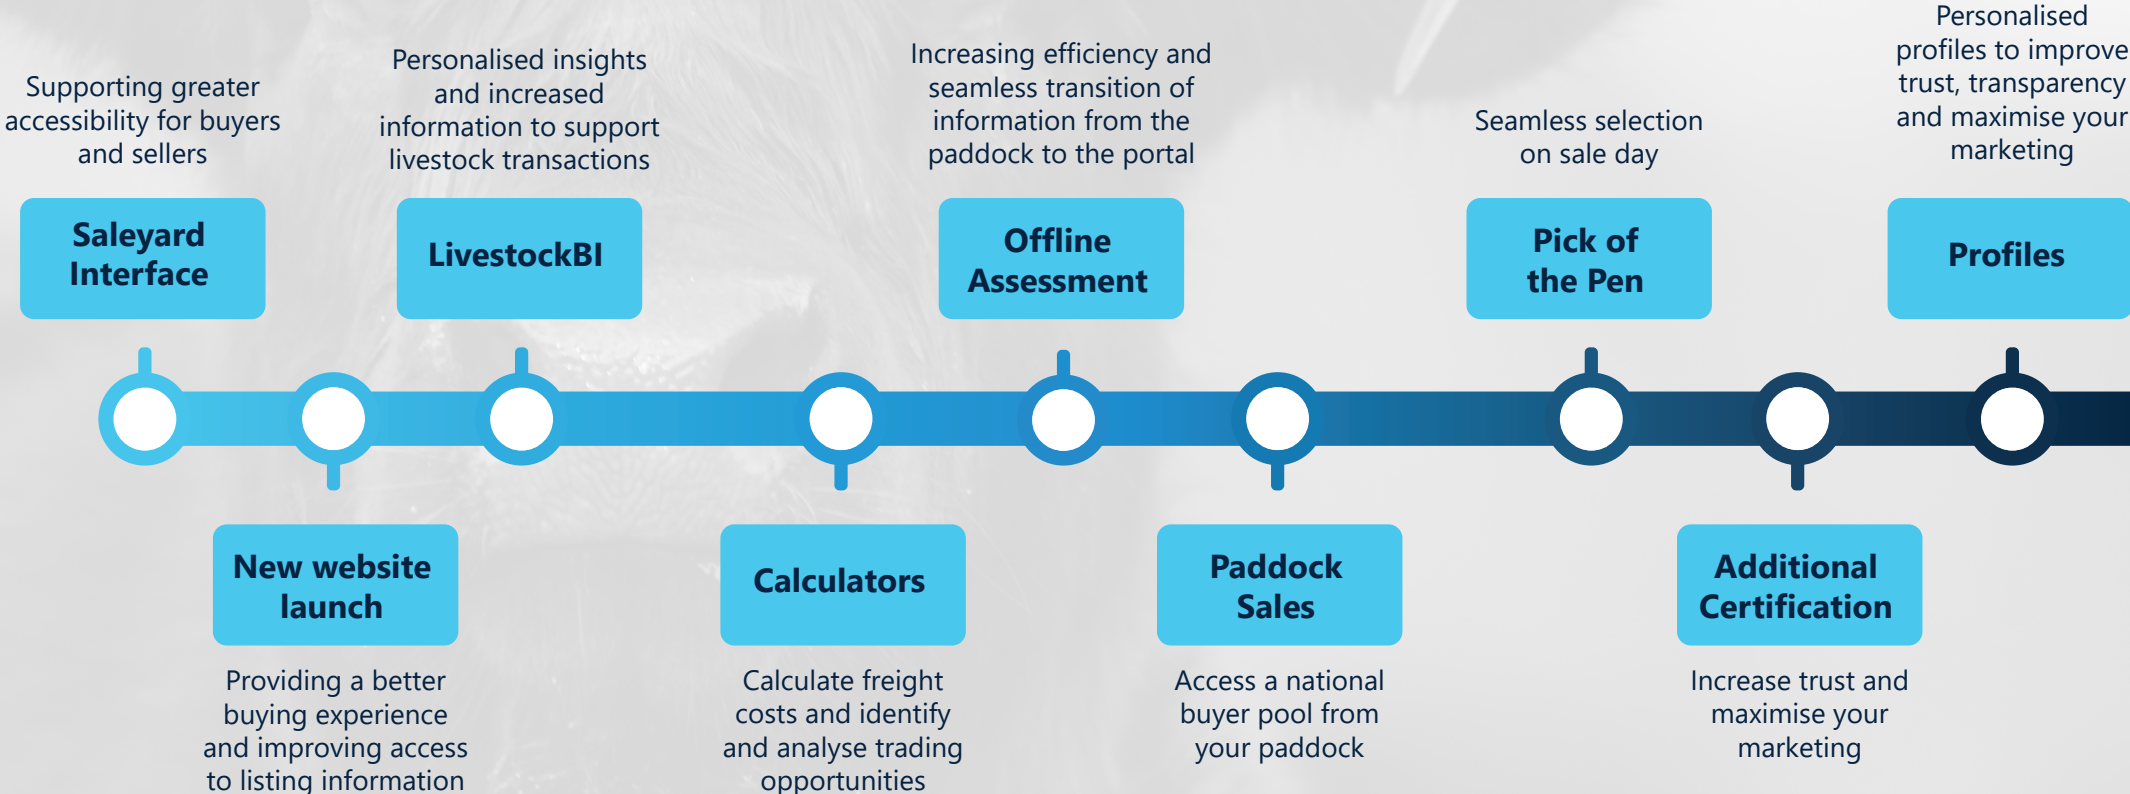 Supporting greater
accessibility for buyers
and sellers
Saleyard
Interface
New website
launch
Providing a better
buying experience
and improving access
to listing information
Personalised insights
and increased
information to support
livestock transactions
LivestockBI
Calculators
Calculate freight
costs and identify
and analyse trading
opportunities
Increasing efficiency and
seamless transition of
information from the
paddock to the portal
Offline
Assessment
Paddock
Sales
Access a national
buyer pool from
your paddock
Seamless selection
on sale day
Pick of
the Pen
Additional
Certification
Increase trust and
maximise your
marketing
Personalised
profiles to improve
trust, transparency
and maximise your
marketing
Profiles